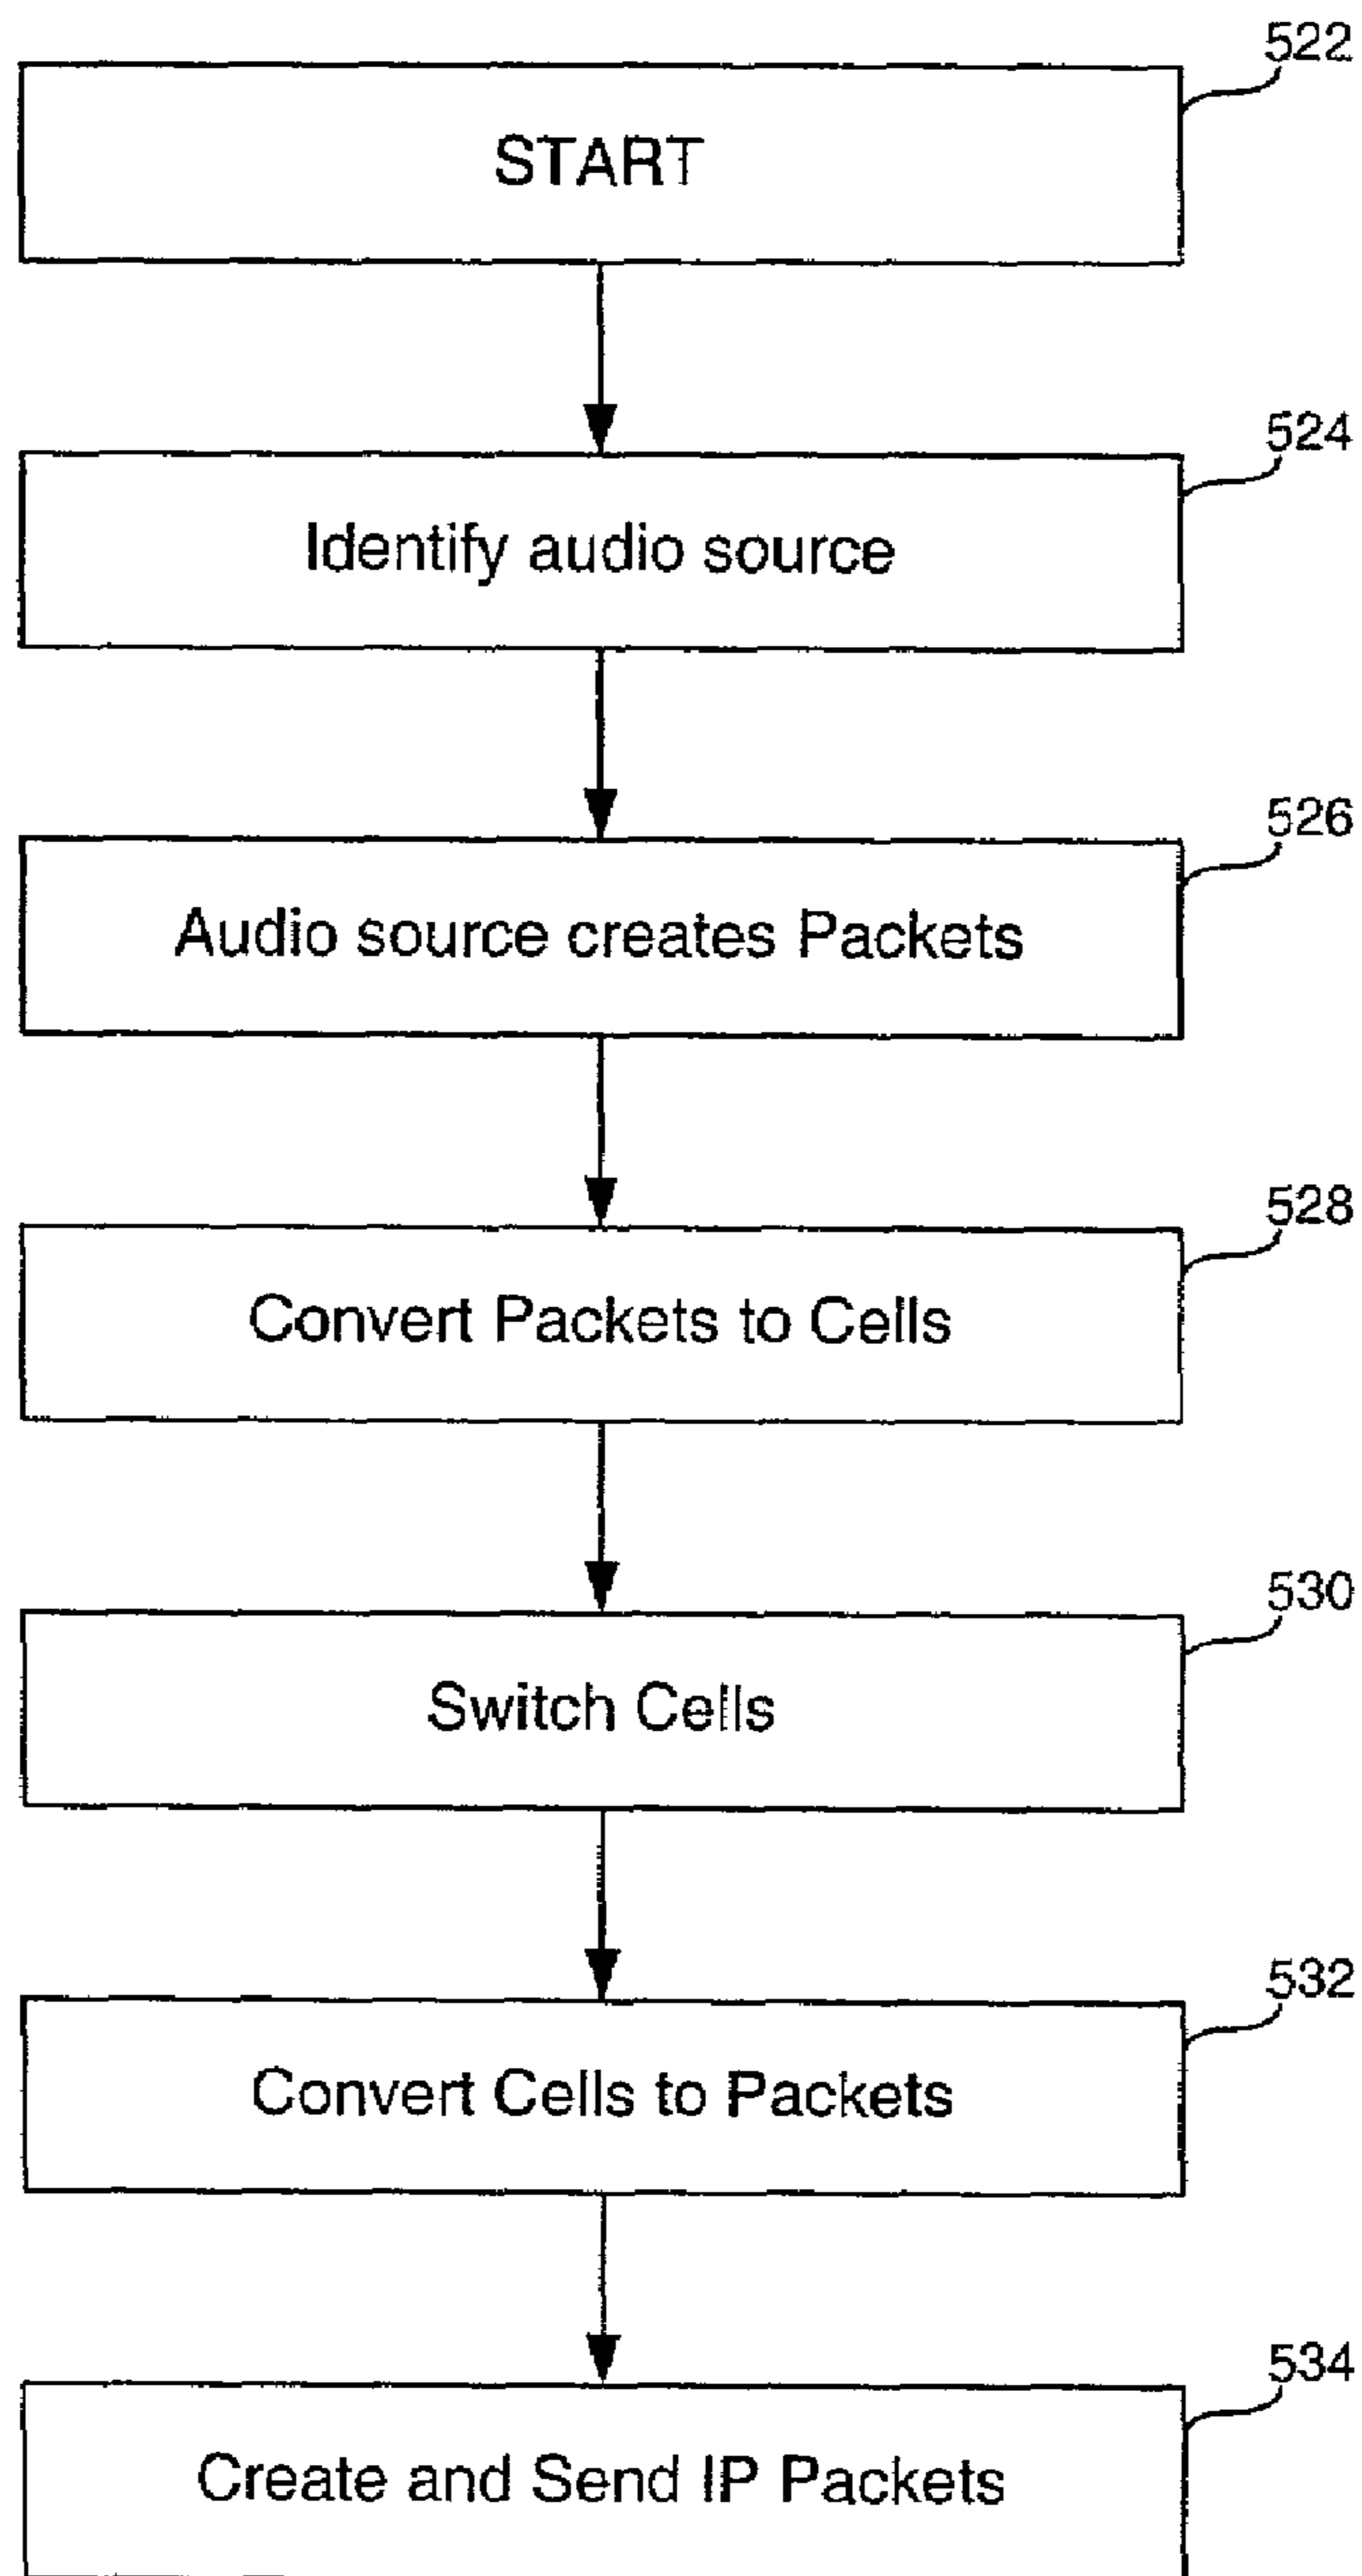 522
START
524
Identify audio source
526
Audio source creates Packets
528
Convert Packets to Cells
530
Switch Cells
532
Convert Cells to Packets
534
Create and Send IP Packets